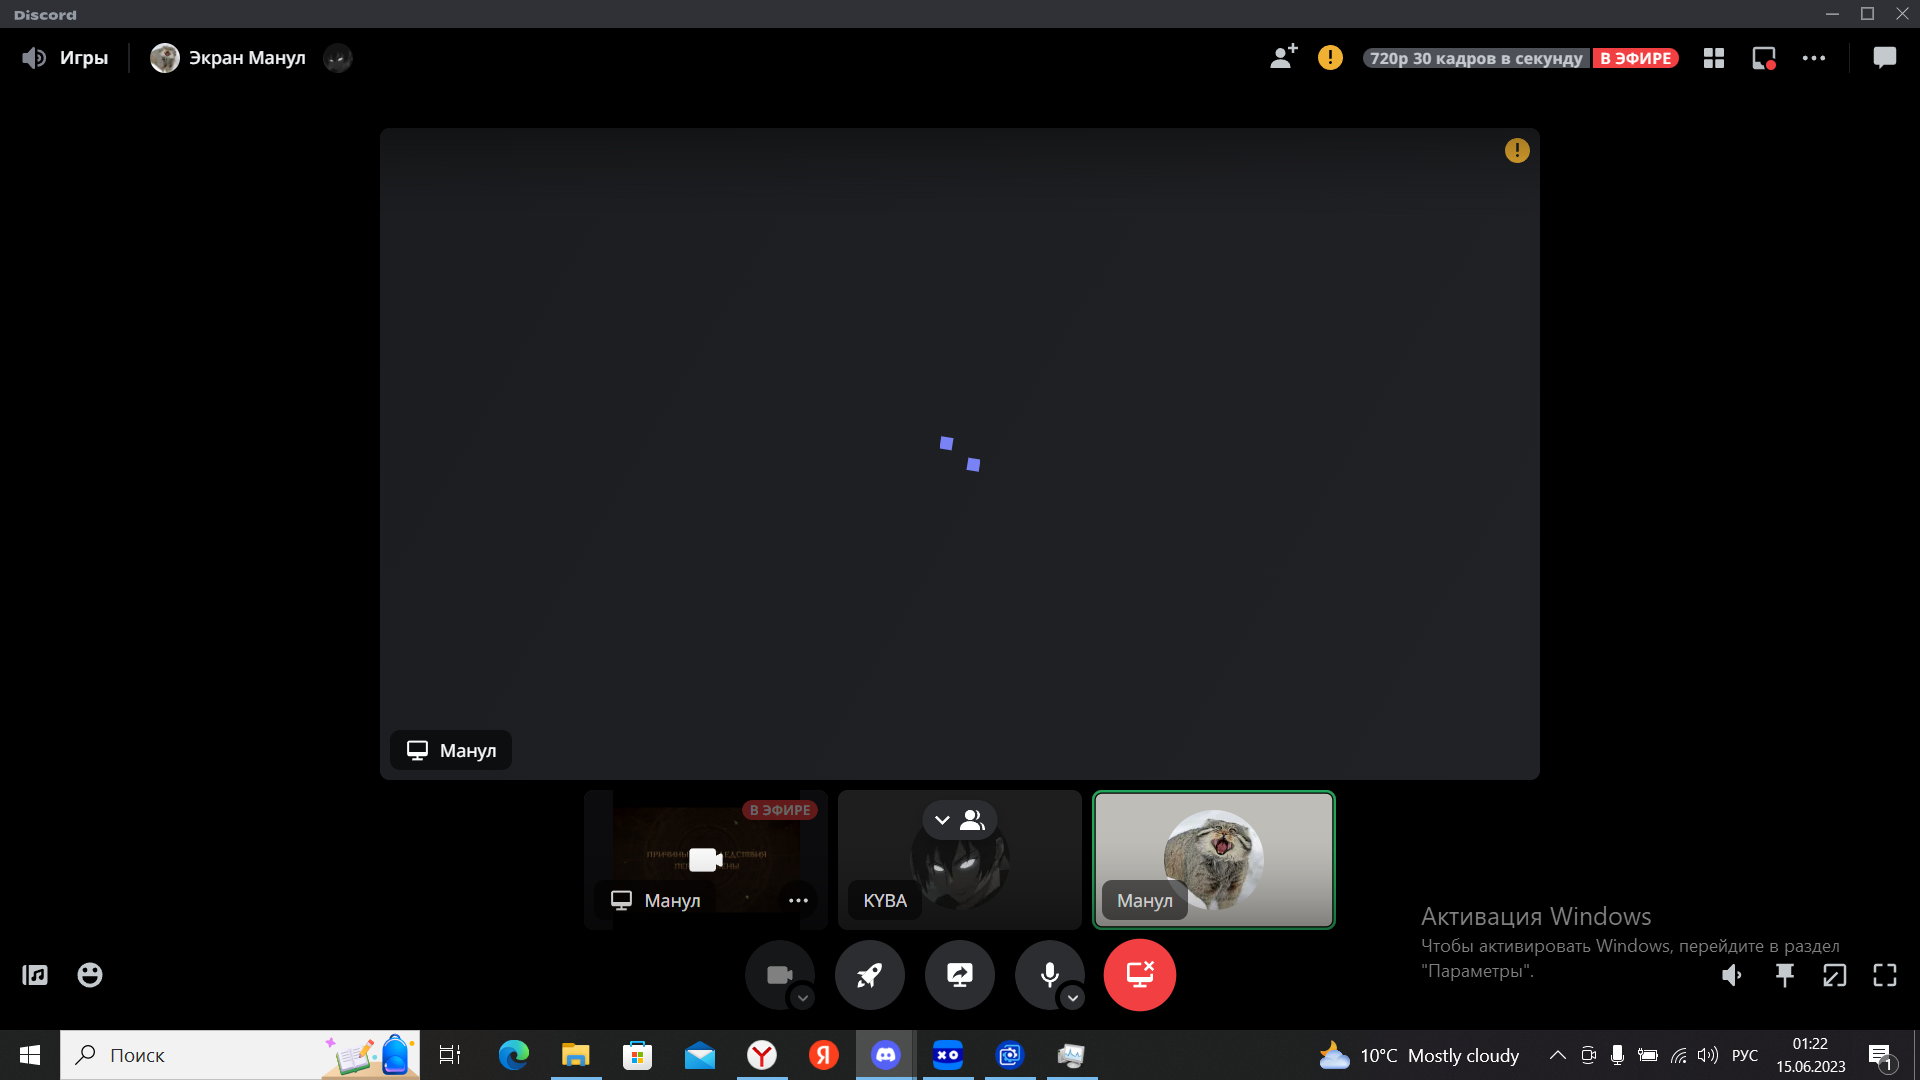 Discord
Игры
Экран Манул
720p 30 кадров в секунду
В ЭФИРЕ
Манул
В ЭФИРЕ
Манул
KYBA
Манул
Активация Windows
Чтобы активировать Windows, перейдите в раздел
"Параметры".
Поиск
10°C Mostly cloudy
РУС
01:22
15.06.2023
1